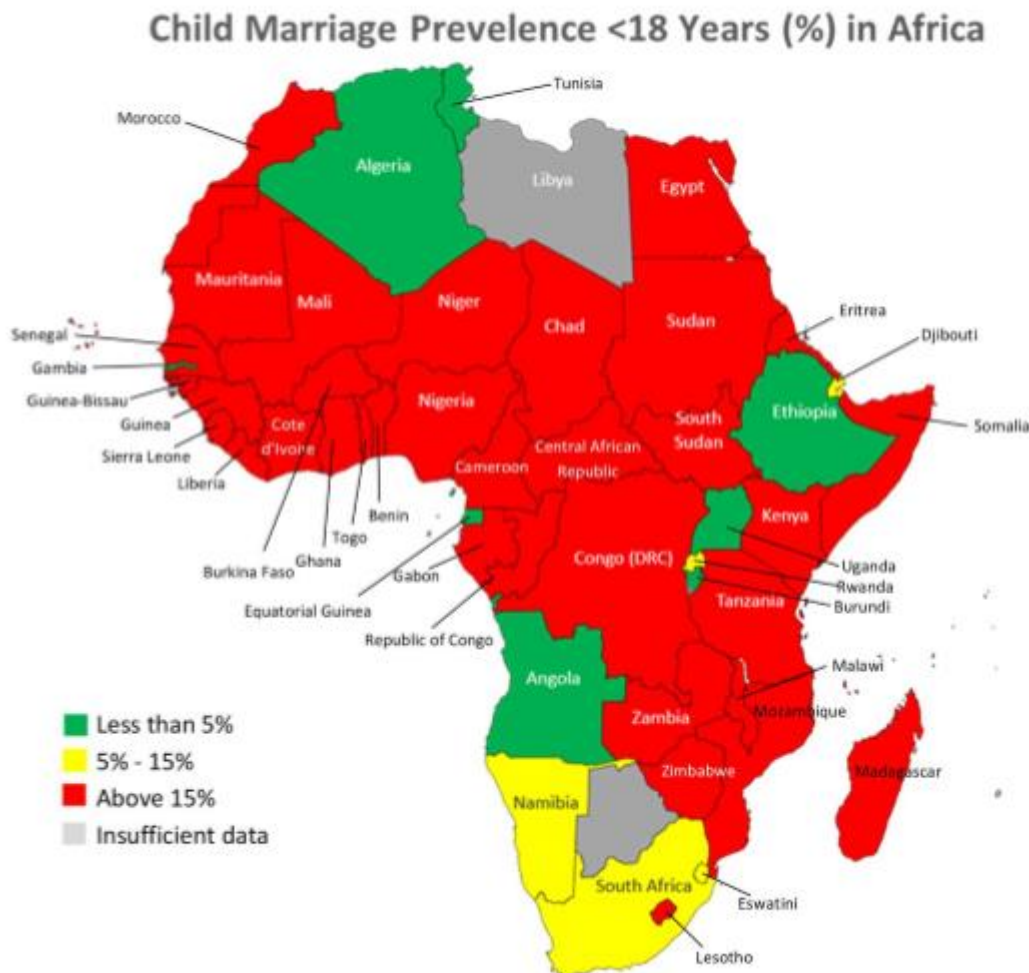 Child Marriage Prevelence <18 Years (%) in Africa
Tunisia
Morocco
Algeria
Libya
Egypt
Mauritania
Mali
Niger
Chad
Sudan
Eritrea
Senegal
Djibouti
Gambia
Guinea-Bissau
Nigeria
Ethiopia
Guinea
Cote
d'Ivoire
South
Sudan
Somalia
Sierra Leone
Central African
Republic
Cameroon
Liberia
Benin
Togo
Kenya
Ghana
Burkina Faso
Gabon
Congo (DRC)
Uganda
Rwanda
Equatorial Guinea
Tanzania
Burundi
Republic of Congo
Malawi
Angola
Mozambique
Zambia
Less than 5%
5% - 15%
Zimbabwe
Madagascar
Above 15%
Namibia
Insufficient data
South Africa
Eswatini
Lesotho